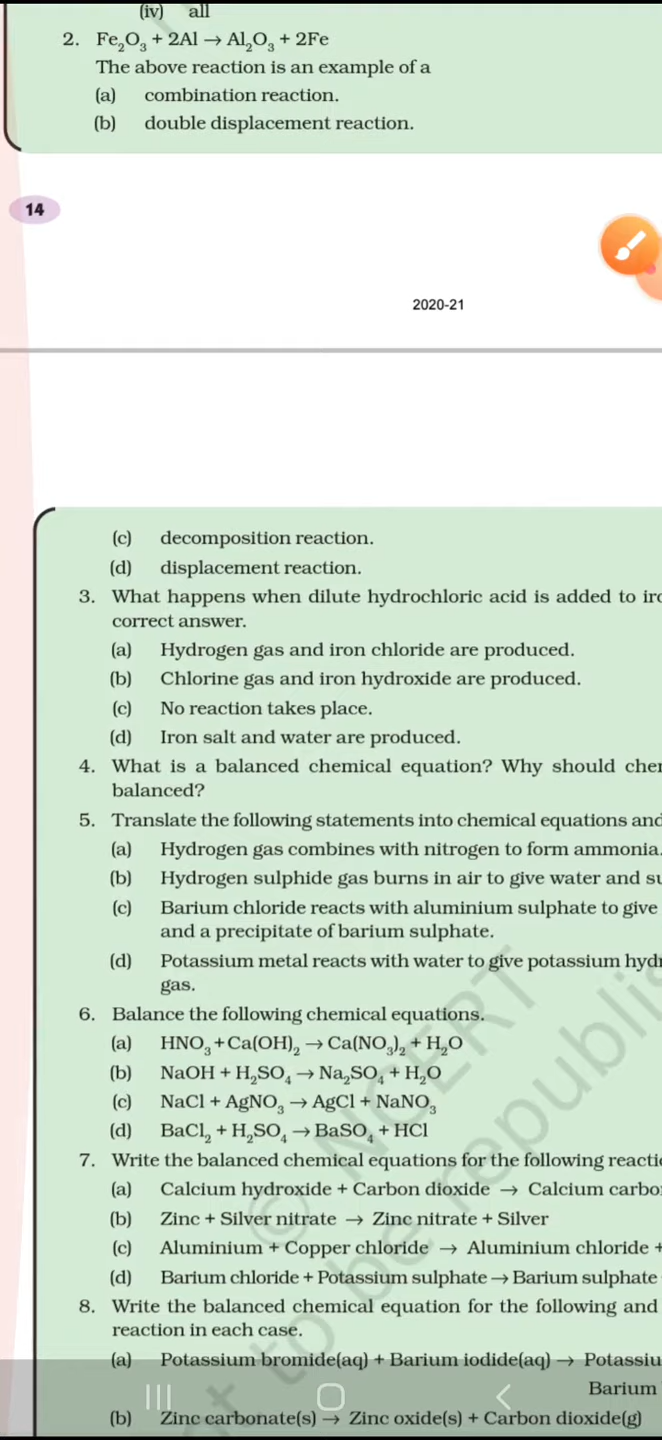 (iv) all
2. Fe₂O₃ + 2Al → Al₂O₃ + 2Fe
The above reaction is an example of a
(a) combination reaction.
(b) double displacement reaction.
14
2020-21
(c) decomposition reaction.
(d) displacement reaction.
3. What happens when dilute hydrochloric acid is added to
correct answer.
(a) Hydrogen gas and iron chloride are produced.
(b) Chlorine gas and iron hydroxide are produced.
(c) No reaction takes place.
(d) Iron salt and water are produced.
4. What is a balanced chemical equation? Why should
balanced?
5. Translate the following statements into chemical equations and
(a) Hydrogen gas combines with nitrogen to form ammonia.
(b) Hydrogen sulphide gas burns in air to give water and
(c) Barium chloride reacts with aluminium sulphate to give
and a precipitate of barium sulphate.
(d) Potassium metal reacts with water to give potassium
gas.
6. Balance the following chemical equations.
(a) HNO₃ + Ca(OH)₂ → Ca(NO₃)₂ + H₂O
(b) NaOH + H₂SO₄ → Na₂SO₄ + H₂O
(c) NaCl + AgNO₃ → AgCl + NaNO₃
(d) BaCl₂ + H₂SO₄ → BaSO₄ + HCl
7. Write the balanced chemical equations for the following
(a) Calcium hydroxide + Carbon dioxide → Calcium
(b) Zinc + Silver nitrate → Zinc nitrate + Silver
(c) Aluminium + Copper chloride → Aluminium chloride +
(d) Barium chloride + Potassium sulphate → Barium sulphate
8. Write the balanced chemical equation for the following and
reaction in each case.
(a) Potassium bromide(aq) + Barium iodide(aq) →
Barium
(b) Zinc carbonate(s) → Zinc oxide(s) + Carbon dioxide(g)
© NCERT
not to be republis